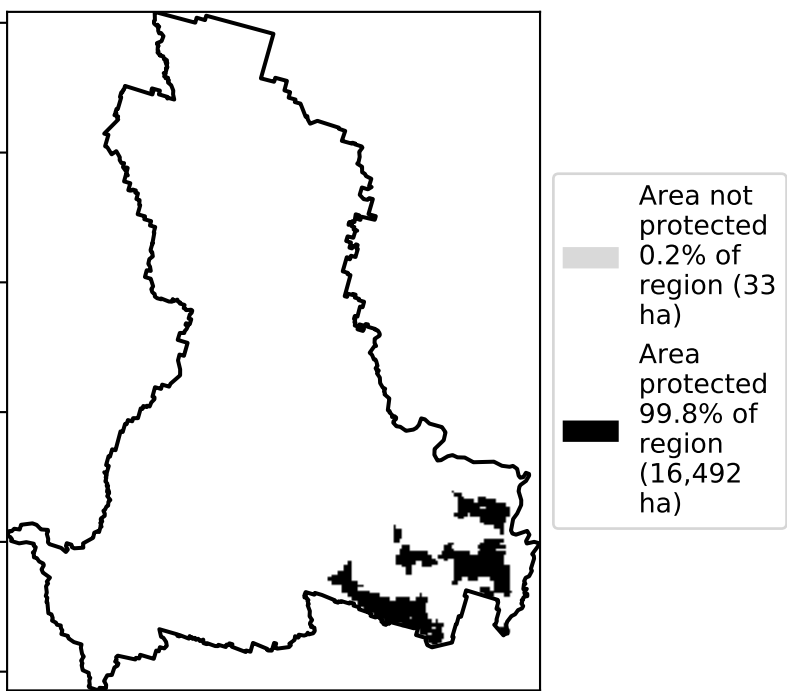 Area not
protected
0.2% of
region (33
ha)
Area
protected
99.8% of
region
(16,492
ha)